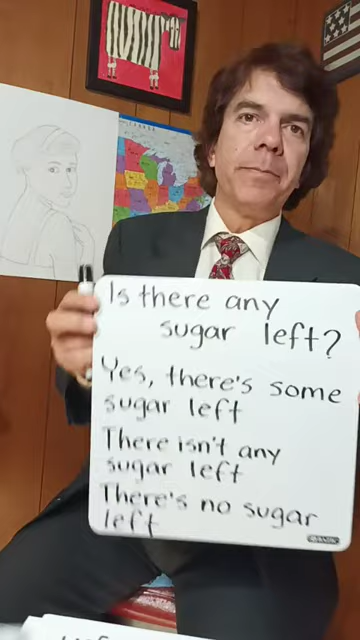 Is there any
sugar left?
Yes, there's some
sugar left
There isn't any
sugar left
There's no sugar
left